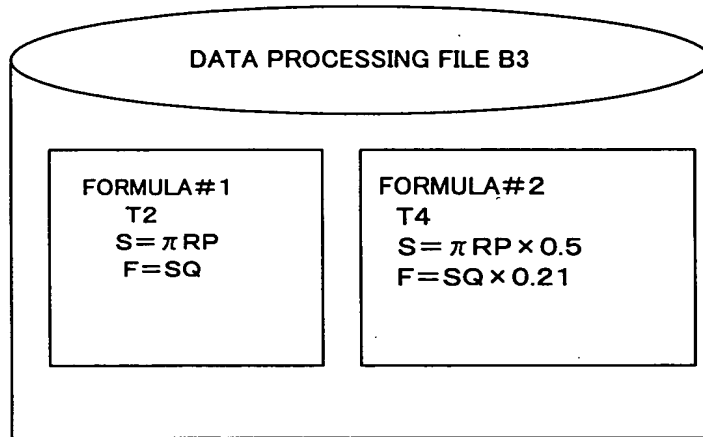 DATA PROCESSING FILE B3
FORMULA#1
T2
S=πRP
F=SQ
FORMULA#2
T4
S=πRP×0.5
F=SQ×0.21